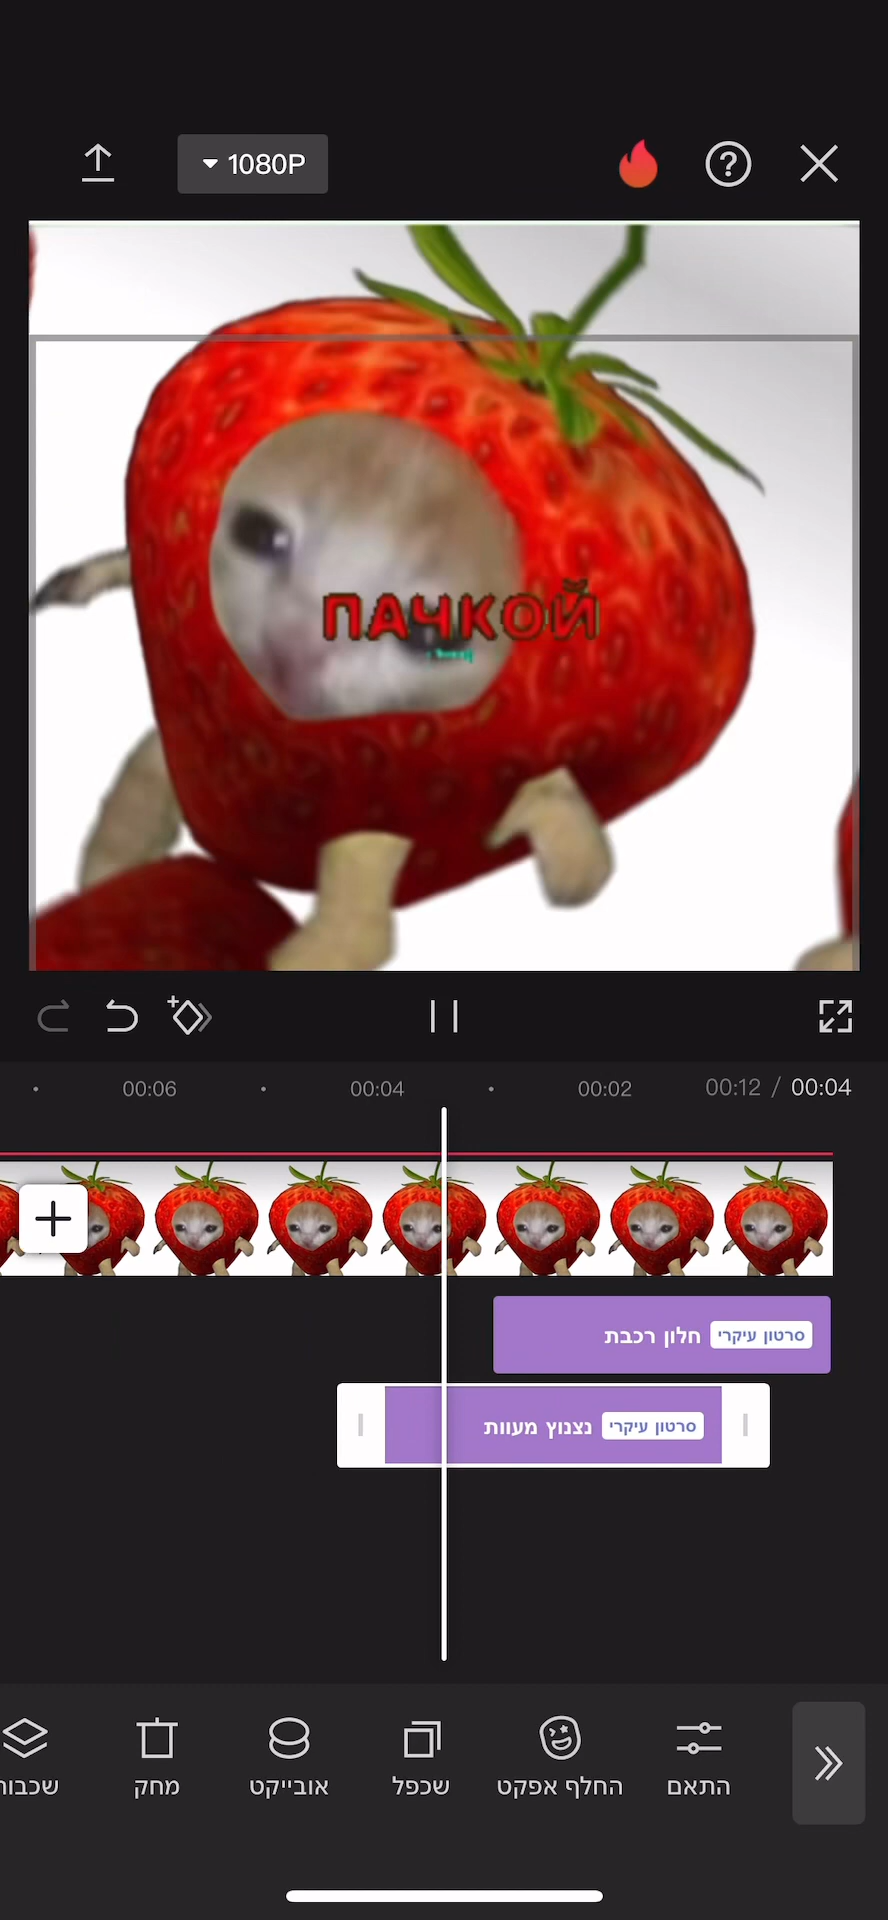 1080P
ПАЧКОЙ
00:06
00:04
00:02
00:12 / 00:04
סרטון עיקרי חלון רכבת
סרטון עיקרי נצנוץ מעוות
התאם
החלף אפקט
שכפל
אובייקט
מחק